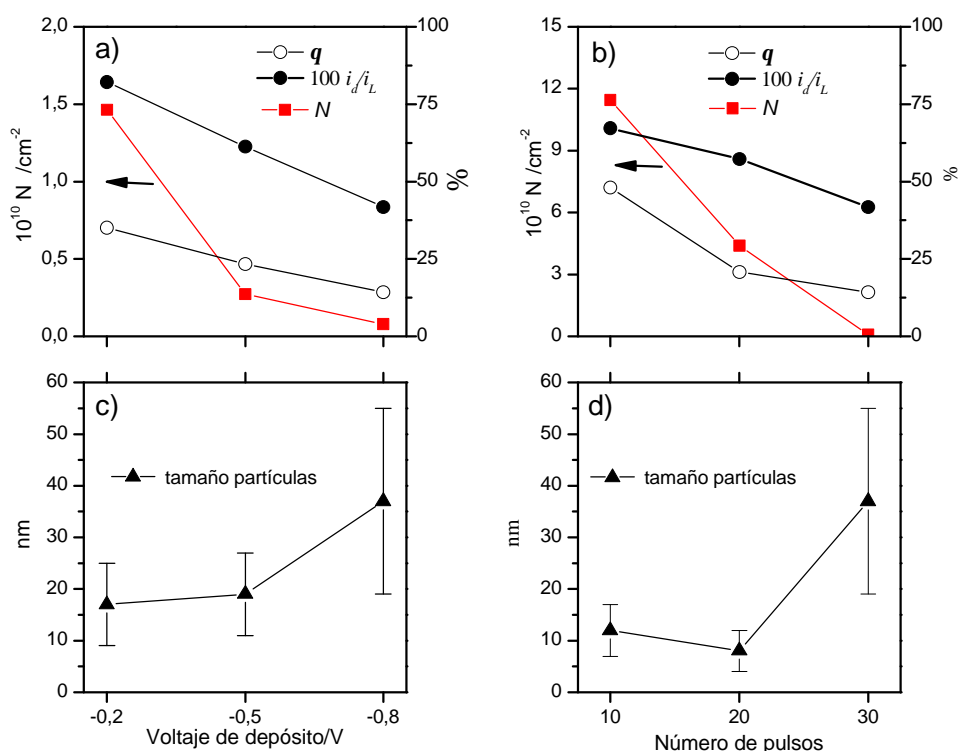 a)
q
100 i_d/i_L
N
10^10 N /cm^-2
2,0
1,5
1,0
0,5
0,0
100
75
50
25
0
%
b)
q
100 i_d/i_L
N
10^10 N /cm^-2
15
12
9
6
3
0
100
75
50
25
0
%
c)
tamaño partículas
nm
60
50
40
30
20
10
0
-0,2
-0,5
-0,8
Voltaje de depósito/V
d)
tamaño partículas
nm
60
50
40
30
20
10
0
10
20
30
Número de pulsos